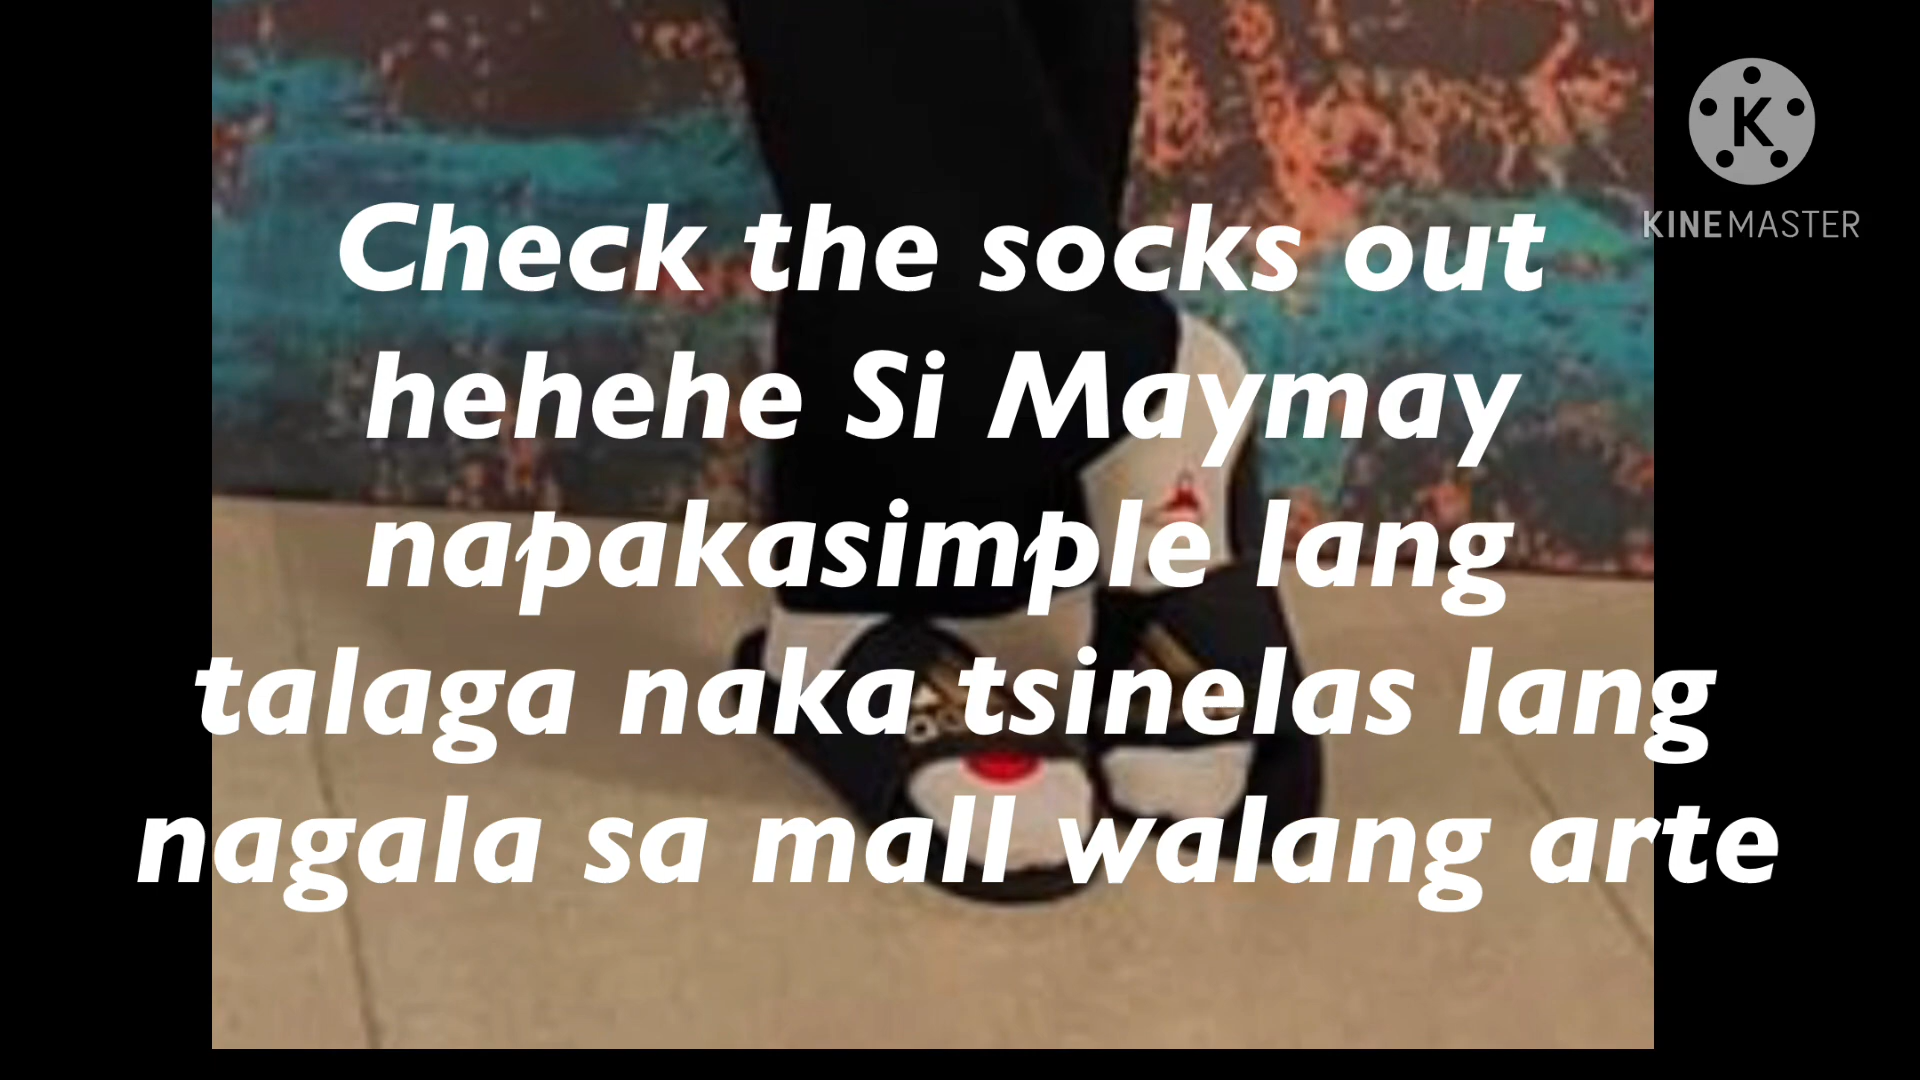 KINEMASTER
Check the socks out
hehehe Si Maymay
napakasimple lang
talaga naka tsinelas lang
nagala sa mall walang arte